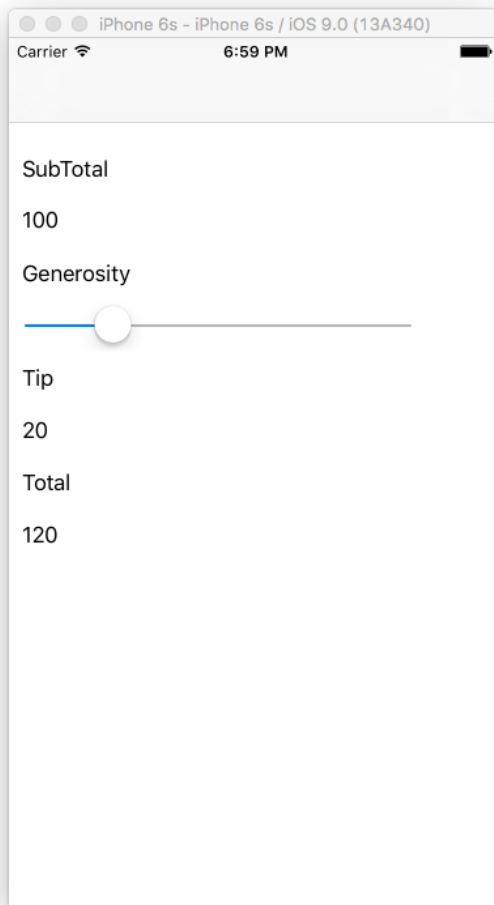 iPhone 6s - iPhone 6s / iOS 9.0 (13A340)
Carrier 6:59 PM
SubTotal
100
Generosity
Tip
20
Total
120